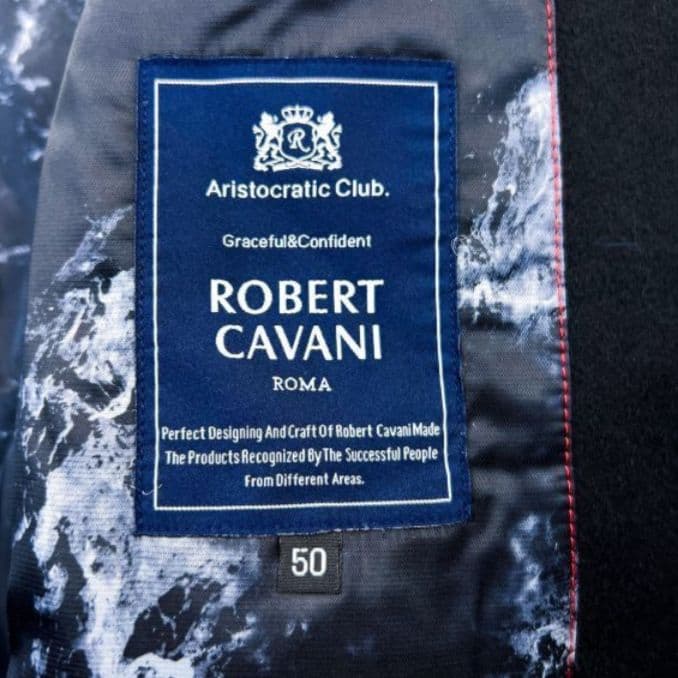 R
Aristocratic Club.
Graceful&Confident
ROBERT
CAVANI
ROMA
Perfect Designing And Craft Of Robert Cavani Made
The Products Recognized By The Successful People
From Different Areas.
50